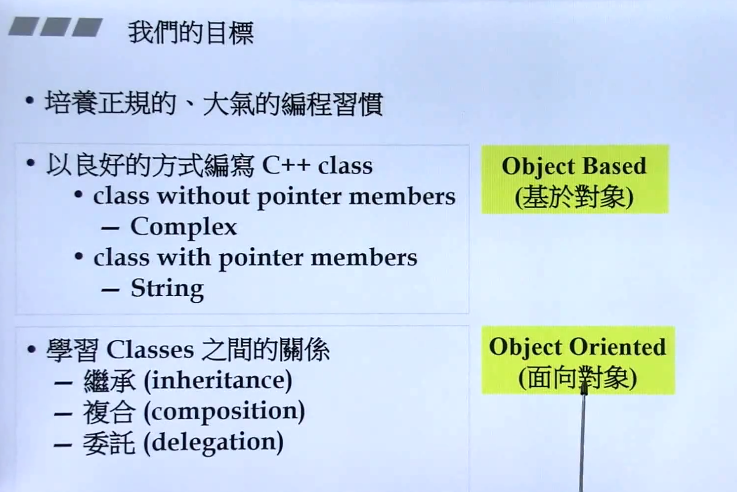 我們的目標
• 培養正規的、大氣的編程習慣
• 以良好的方式編寫 C++ class
• class without pointer members
— Complex
• class with pointer members
— String
Object Based
(基於對象)
• 學習 Classes 之間的關係
— 繼承 (inheritance)
— 複合 (composition)
— 委託 (delegation)
Object Oriented
(面向對象)